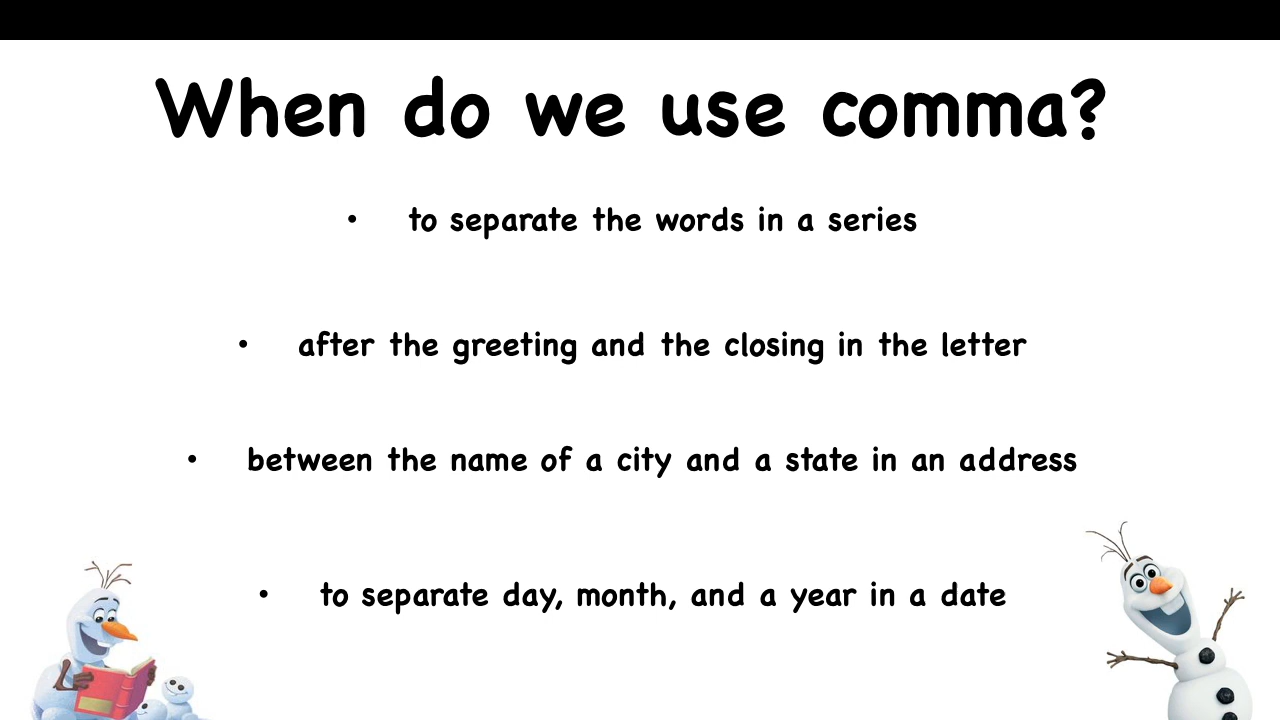 When do we use comma?
• to separate the words in a series
• after the greeting and the closing in the letter
• between the name of a city and a state in an address
• to separate day, month, and a year in a date